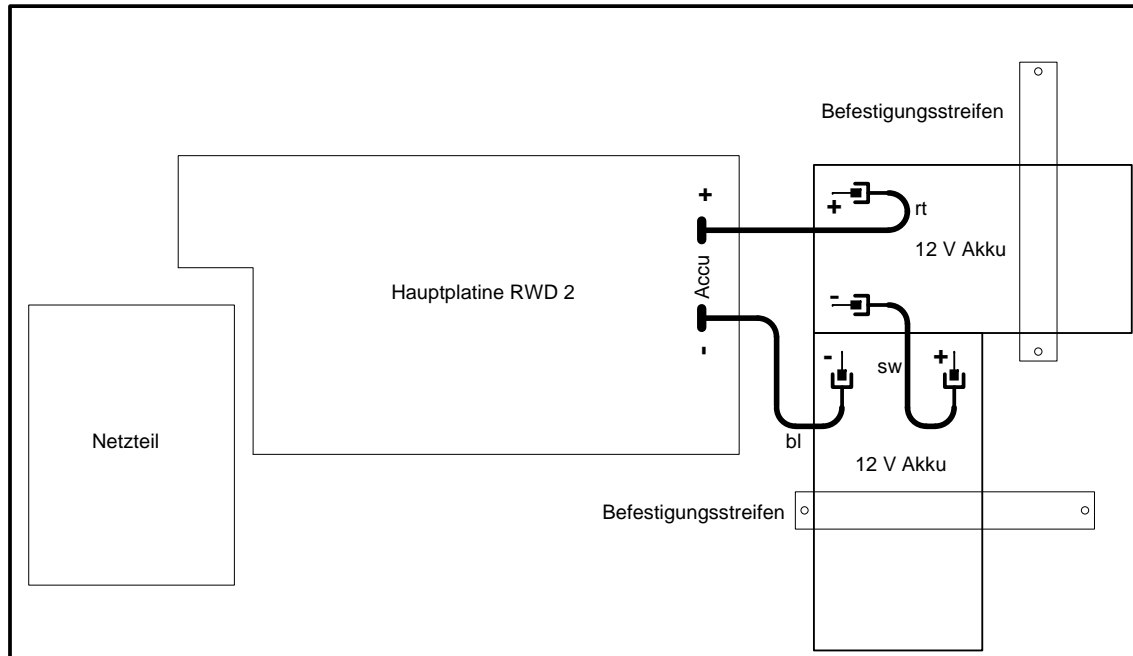 Befestigungsstreifen
+
+
rt
12 V Akku
Accu
Hauptplatine RWD 2
-
-
-
+
sw
Netzteil
bl
12 V Akku
Befestigungsstreifen